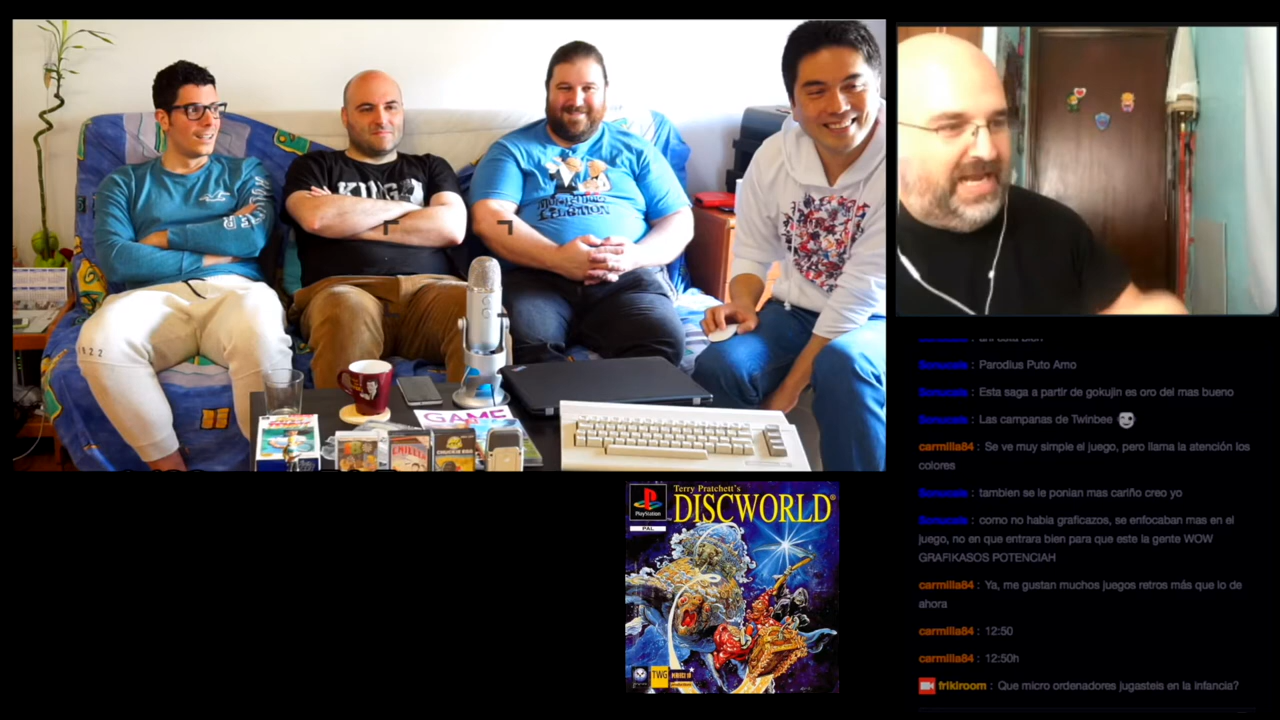 KING
1922
GAME
Terry Pratchett's
DISCWORLD®
PlayStation
PAL
TWG
Parodius Puto Amo
Esta saga a partir de gokujin es oro del mas bueno
Las campanas de Twinbee
carmilla84 : Se ve muy simple el juego, pero llama la atención los
colores
tambien se le ponian mas cariño creo yo
como no habia graficazos, se enfocaban mas en el
juego, no en que entrara bien para que este la gente WOW
GRAFIKASOS POTENCIAH
carmilla84 : Ya, me gustan muchos juegos retros más que lo de
ahora
carmilla84 : 12:50
carmilla84 : 12:50h
frikiroom : Que micro ordenadores jugasteis en la infancia?